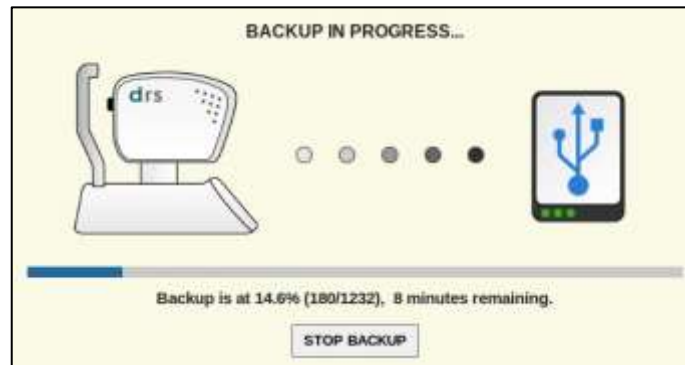 BACKUP IN PROGRESS...
drs
Backup is at 14.6% (180/1232), 8 minutes remaining.
STOP BACKUP